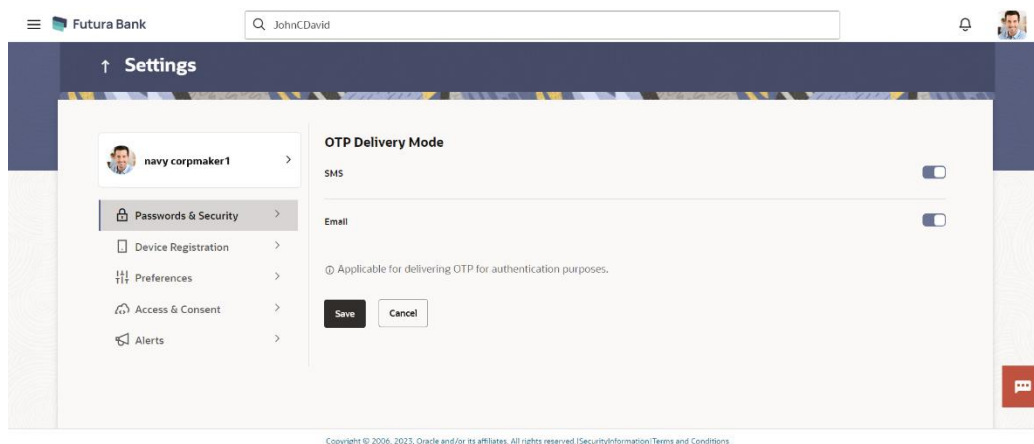 Futura Bank
JohnCDavid
↑ Settings
navy corpmaker1
Passwords & Security
Device Registration
Preferences
Access & Consent
Alerts
OTP Delivery Mode
SMS
Email
Applicable for delivering OTP for authentication purposes.
Save Cancel
Copyright © 2006, 2023, Oracle and/or its affiliates. All rights reserved.|SecurityInformation|Terms and Conditions